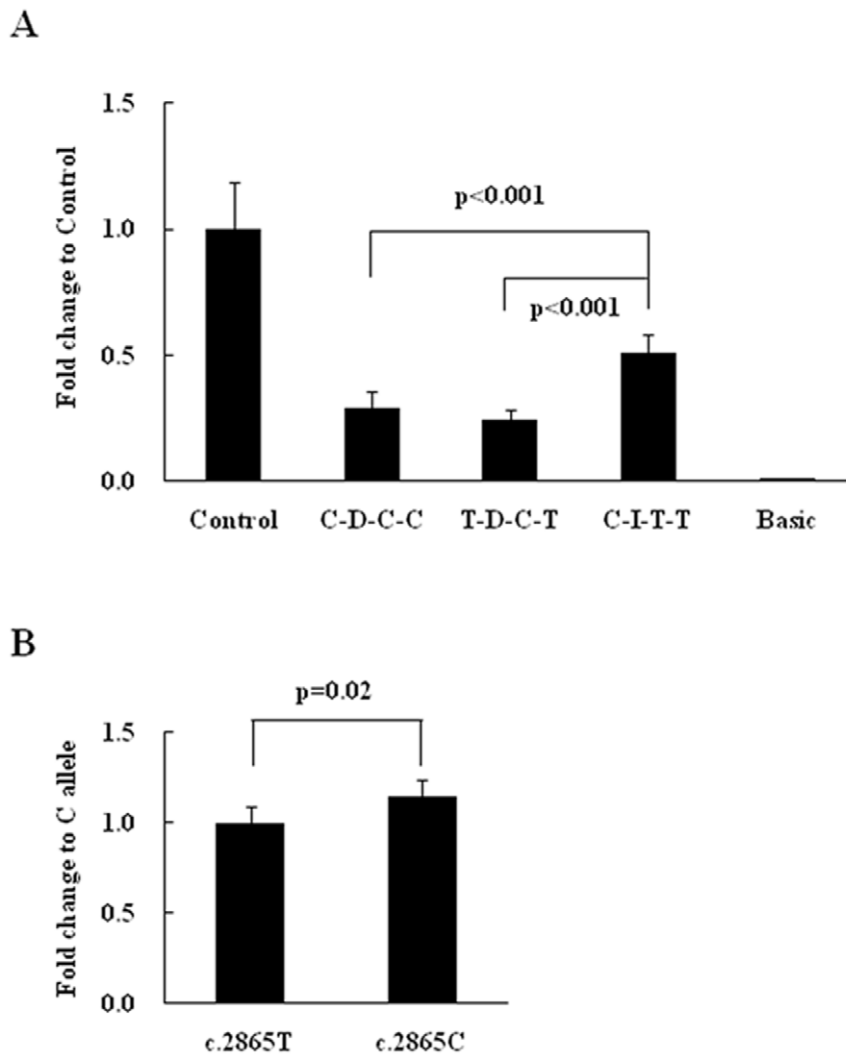 A
Fold change to Control
1.5
1.0
0.5
0.0
p<0.001
p<0.001
Control C-D-C-C T-D-C-T C-I-T-T Basic
B
Fold change to C allele
1.5
1.0
0.5
0.0
p=0.02
c.2865T c.2865C